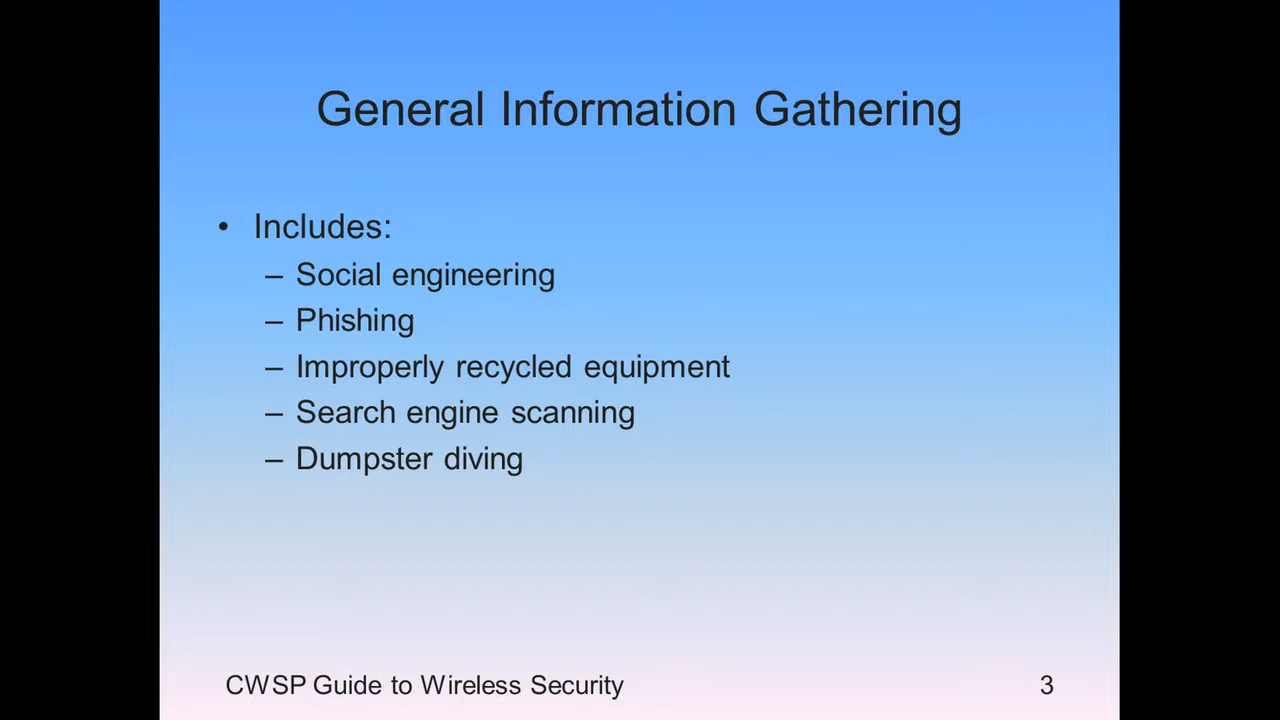 General Information Gathering
• Includes:
– Social engineering
– Phishing
– Improperly recycled equipment
– Search engine scanning
– Dumpster diving
CWSP Guide to Wireless Security
3